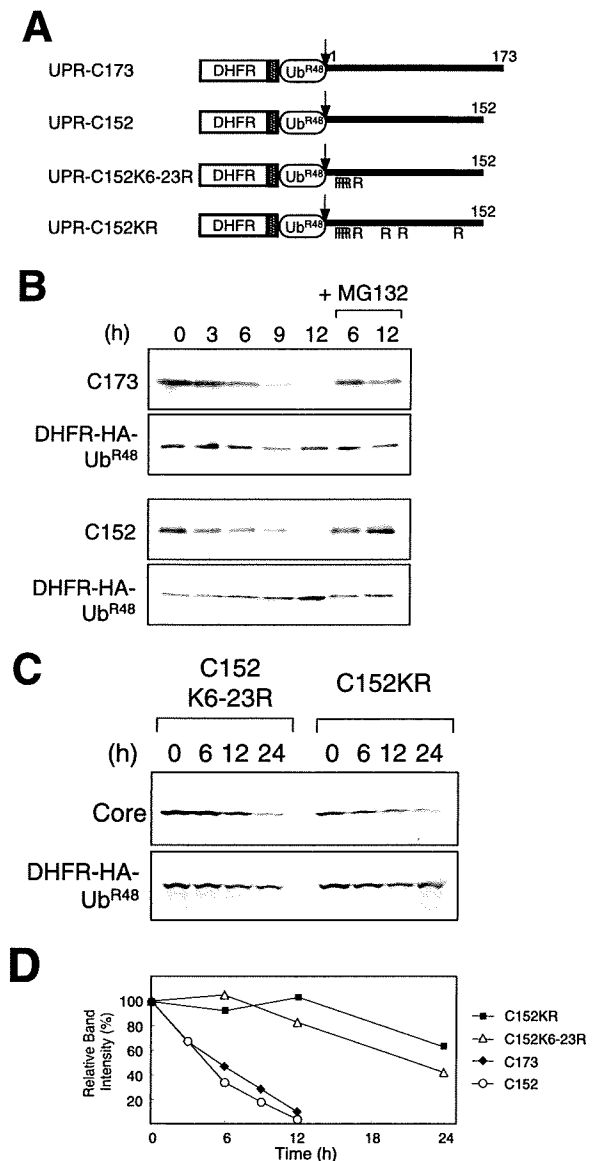 A
UPR-C173 DHFR Ub^R48 1 173
UPR-C152 DHFR Ub^R48 152
UPR-C152K6-23R DHFR Ub^R48 152
R
UPR-C152KR DHFR Ub^R48 152
R R R R
B
+ MG132
(h) 0 3 6 9 12 6 12
C173
DHFR-HA-
Ub^R48
C152
DHFR-HA-
Ub^R48
C
C152
K6-23R
C152KR
(h) 0 6 12 24 0 6 12 24
Core
DHFR-HA-
Ub^R48
D
Relative Band
Intensity (%)
100
80
60
40
20
0 6 12 18 24
Time (h)
C152KR
C152K6-23R
C173
C152